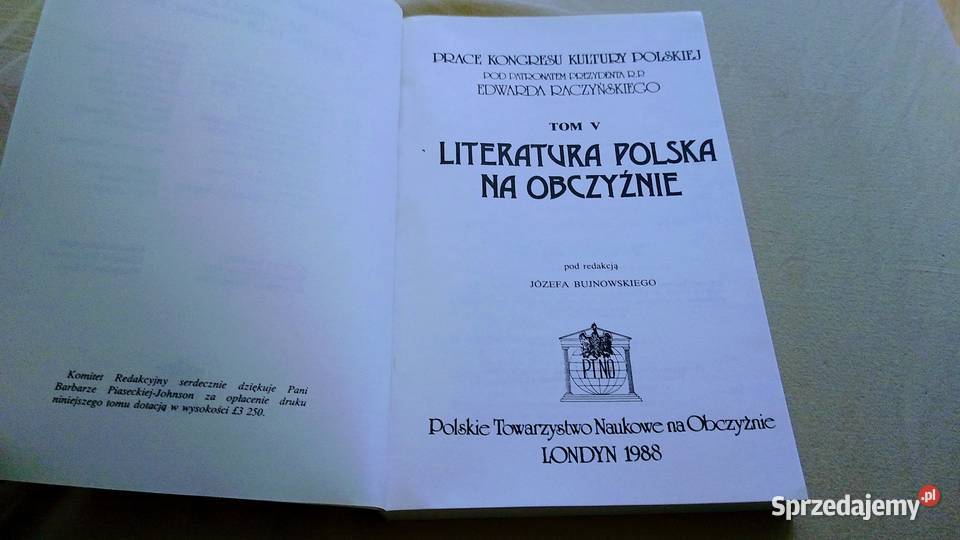 Komitet Redakcyjny serdecznie dziękuje Pani
Barbarze Piaseckiej-Johnson za opłacenie druku
niniejszego tomu dotacją w wysokości £3 250.
PRACE KONGRESU KULTURY POLSKIEJ
POD PATRONATEM PREZYDENTA R.P.
EDWARDA RACZYŃSKIEGO
TOM V
LITERATURA POLSKA
NA OBCZYŹNIE
pod redakcją
JÓZEFA BUJNOWSKIEGO
PTNO
Polskie Towarzystwo Naukowe na Obczyźnie
LONDYN 1988
Sprzedajemy.pl